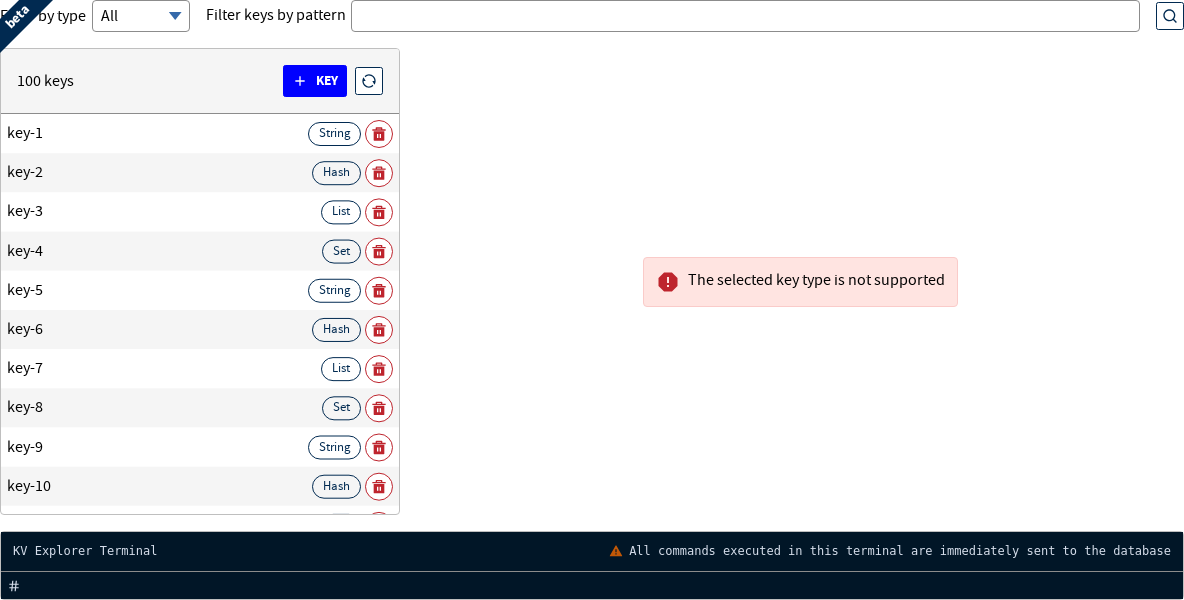 beta
by type All Filter keys by pattern
100 keys + KEY
key-1 String
key-2 Hash
key-3 List
key-4 Set
key-5 String
key-6 Hash
key-7 List
key-8 Set
key-9 String
key-10 Hash
The selected key type is not supported
KV Explorer Terminal All commands executed in this terminal are immediately sent to the database
#